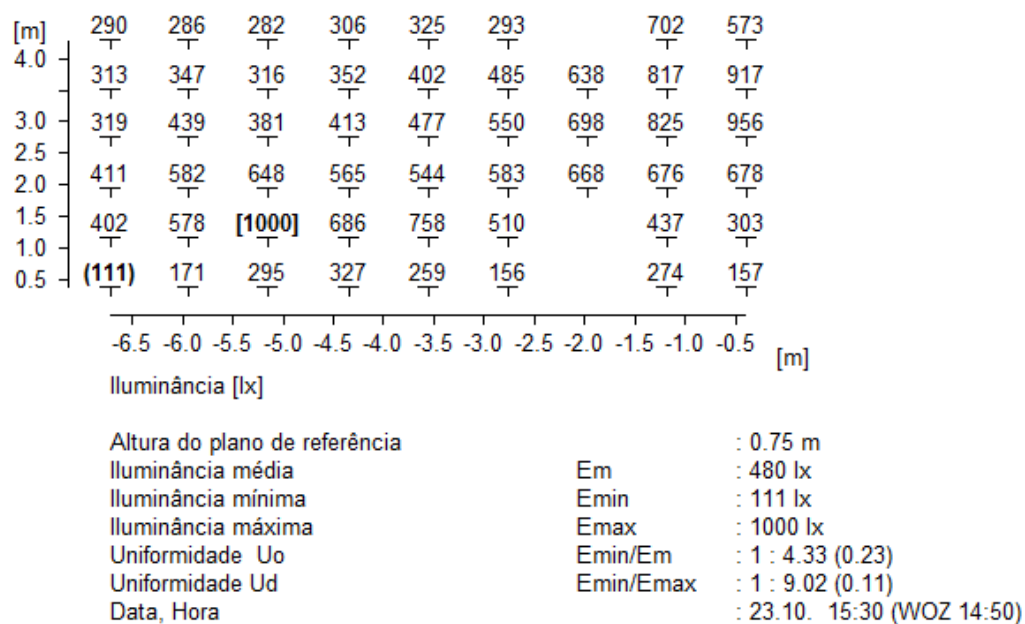 [m] 290 286 282 306 325 293 702 573
4.0
313 347 316 352 402 485 638 817 917
3.0 319 439 381 413 477 550 698 825 956
2.5
411 582 648 565 544 583 668 676 678
2.0
1.5 402 578 [1000] 686 758 510 437 303
1.0
0.5 (111) 171 295 327 259 156 274 157
-6.5 -6.0 -5.5 -5.0 -4.5 -4.0 -3.5 -3.0 -2.5 -2.0 -1.5 -1.0 -0.5 [m]
Iluminância [lx]
Altura do plano de referência : 0.75 m
Iluminância média Em : 480 lx
Iluminância mínima Emin : 111 lx
Iluminância máxima Emax : 1000 lx
Uniformidade Uo Emin/Em : 1 : 4.33 (0.23)
Uniformidade Ud Emin/Emax : 1 : 9.02 (0.11)
Data, Hora : 23.10. 15:30 (WOZ 14:50)